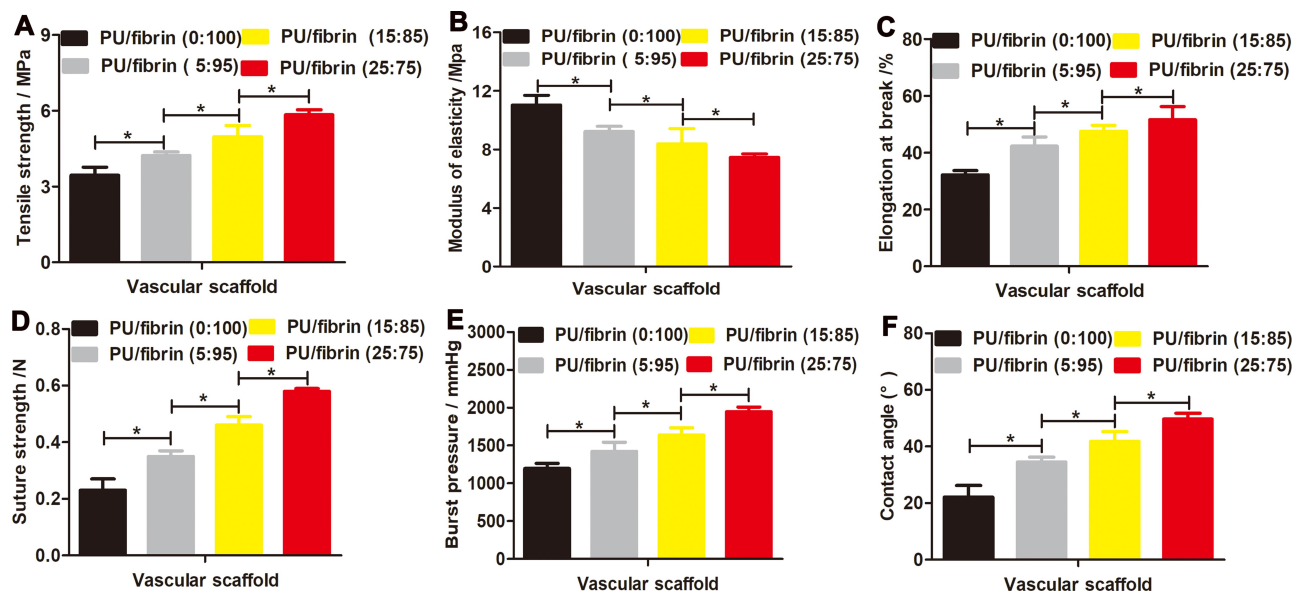 A
PU/fibrin (0:100) PU/fibrin (15:85)
PU/fibrin ( 5:95) PU/fibrin (25:75)
Tensile strength / MPa
9
6
3
0
* * *
Vascular scaffold
B
PU/fibrin (0:100) PU/fibrin (15:85)
PU/fibrin ( 5:95) PU/fibrin (25:75)
Modulus of elasticity /Mpa
16
12
8
4
0
* * *
Vascular scaffold
C
PU/fibrin (0:100) PU/fibrin (15:85)
PU/fibrin (5:95) PU/fibrin (25:75)
Elongation at break /%
80
60
40
20
0
* * *
Vascular scaffold
D
PU/fibrin (0:100) PU/fibrin (15:85)
PU/fibrin (5:95) PU/fibrin (25:75)
Suture strength /N
0.8
0.6
0.4
0.2
0.0
* * *
Vascular scaffold
E
PU/fibrin (0:100) PU/fibrin (15:85)
PU/fibrin (5:95) PU/fibrin (25:75)
Burst pressure / mmHg
3000
2500
2000
1500
1000
500
0
* * *
Vascular scaffold
F
PU/fibrin (0:100) PU/fibrin (15:85)
PU/fibrin (5:95) PU/fibrin (25:75)
Contact angle (° )
80
60
40
20
0
* * *
Vascular scaffold